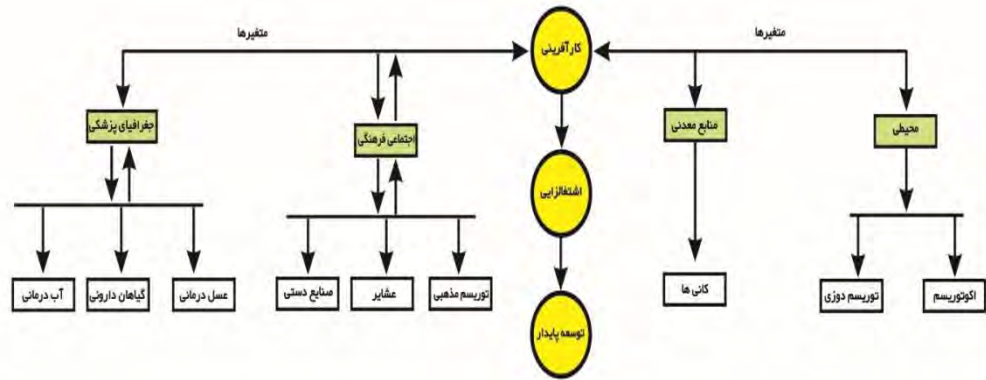 متغیرها
کارآفرینی
متغیرها
محیطی
منابع معدنی
اجتماعی فرهنگی
جغرافیای پزشکی
اشتغالزایی
اکوتوریسم
توریسم دوزی
کانی ها
توریسم مذهبی
عشایر
صنایع دستی
عسل درمانی
گیاهان داروئی
آب درمانی
توسعه پایدار